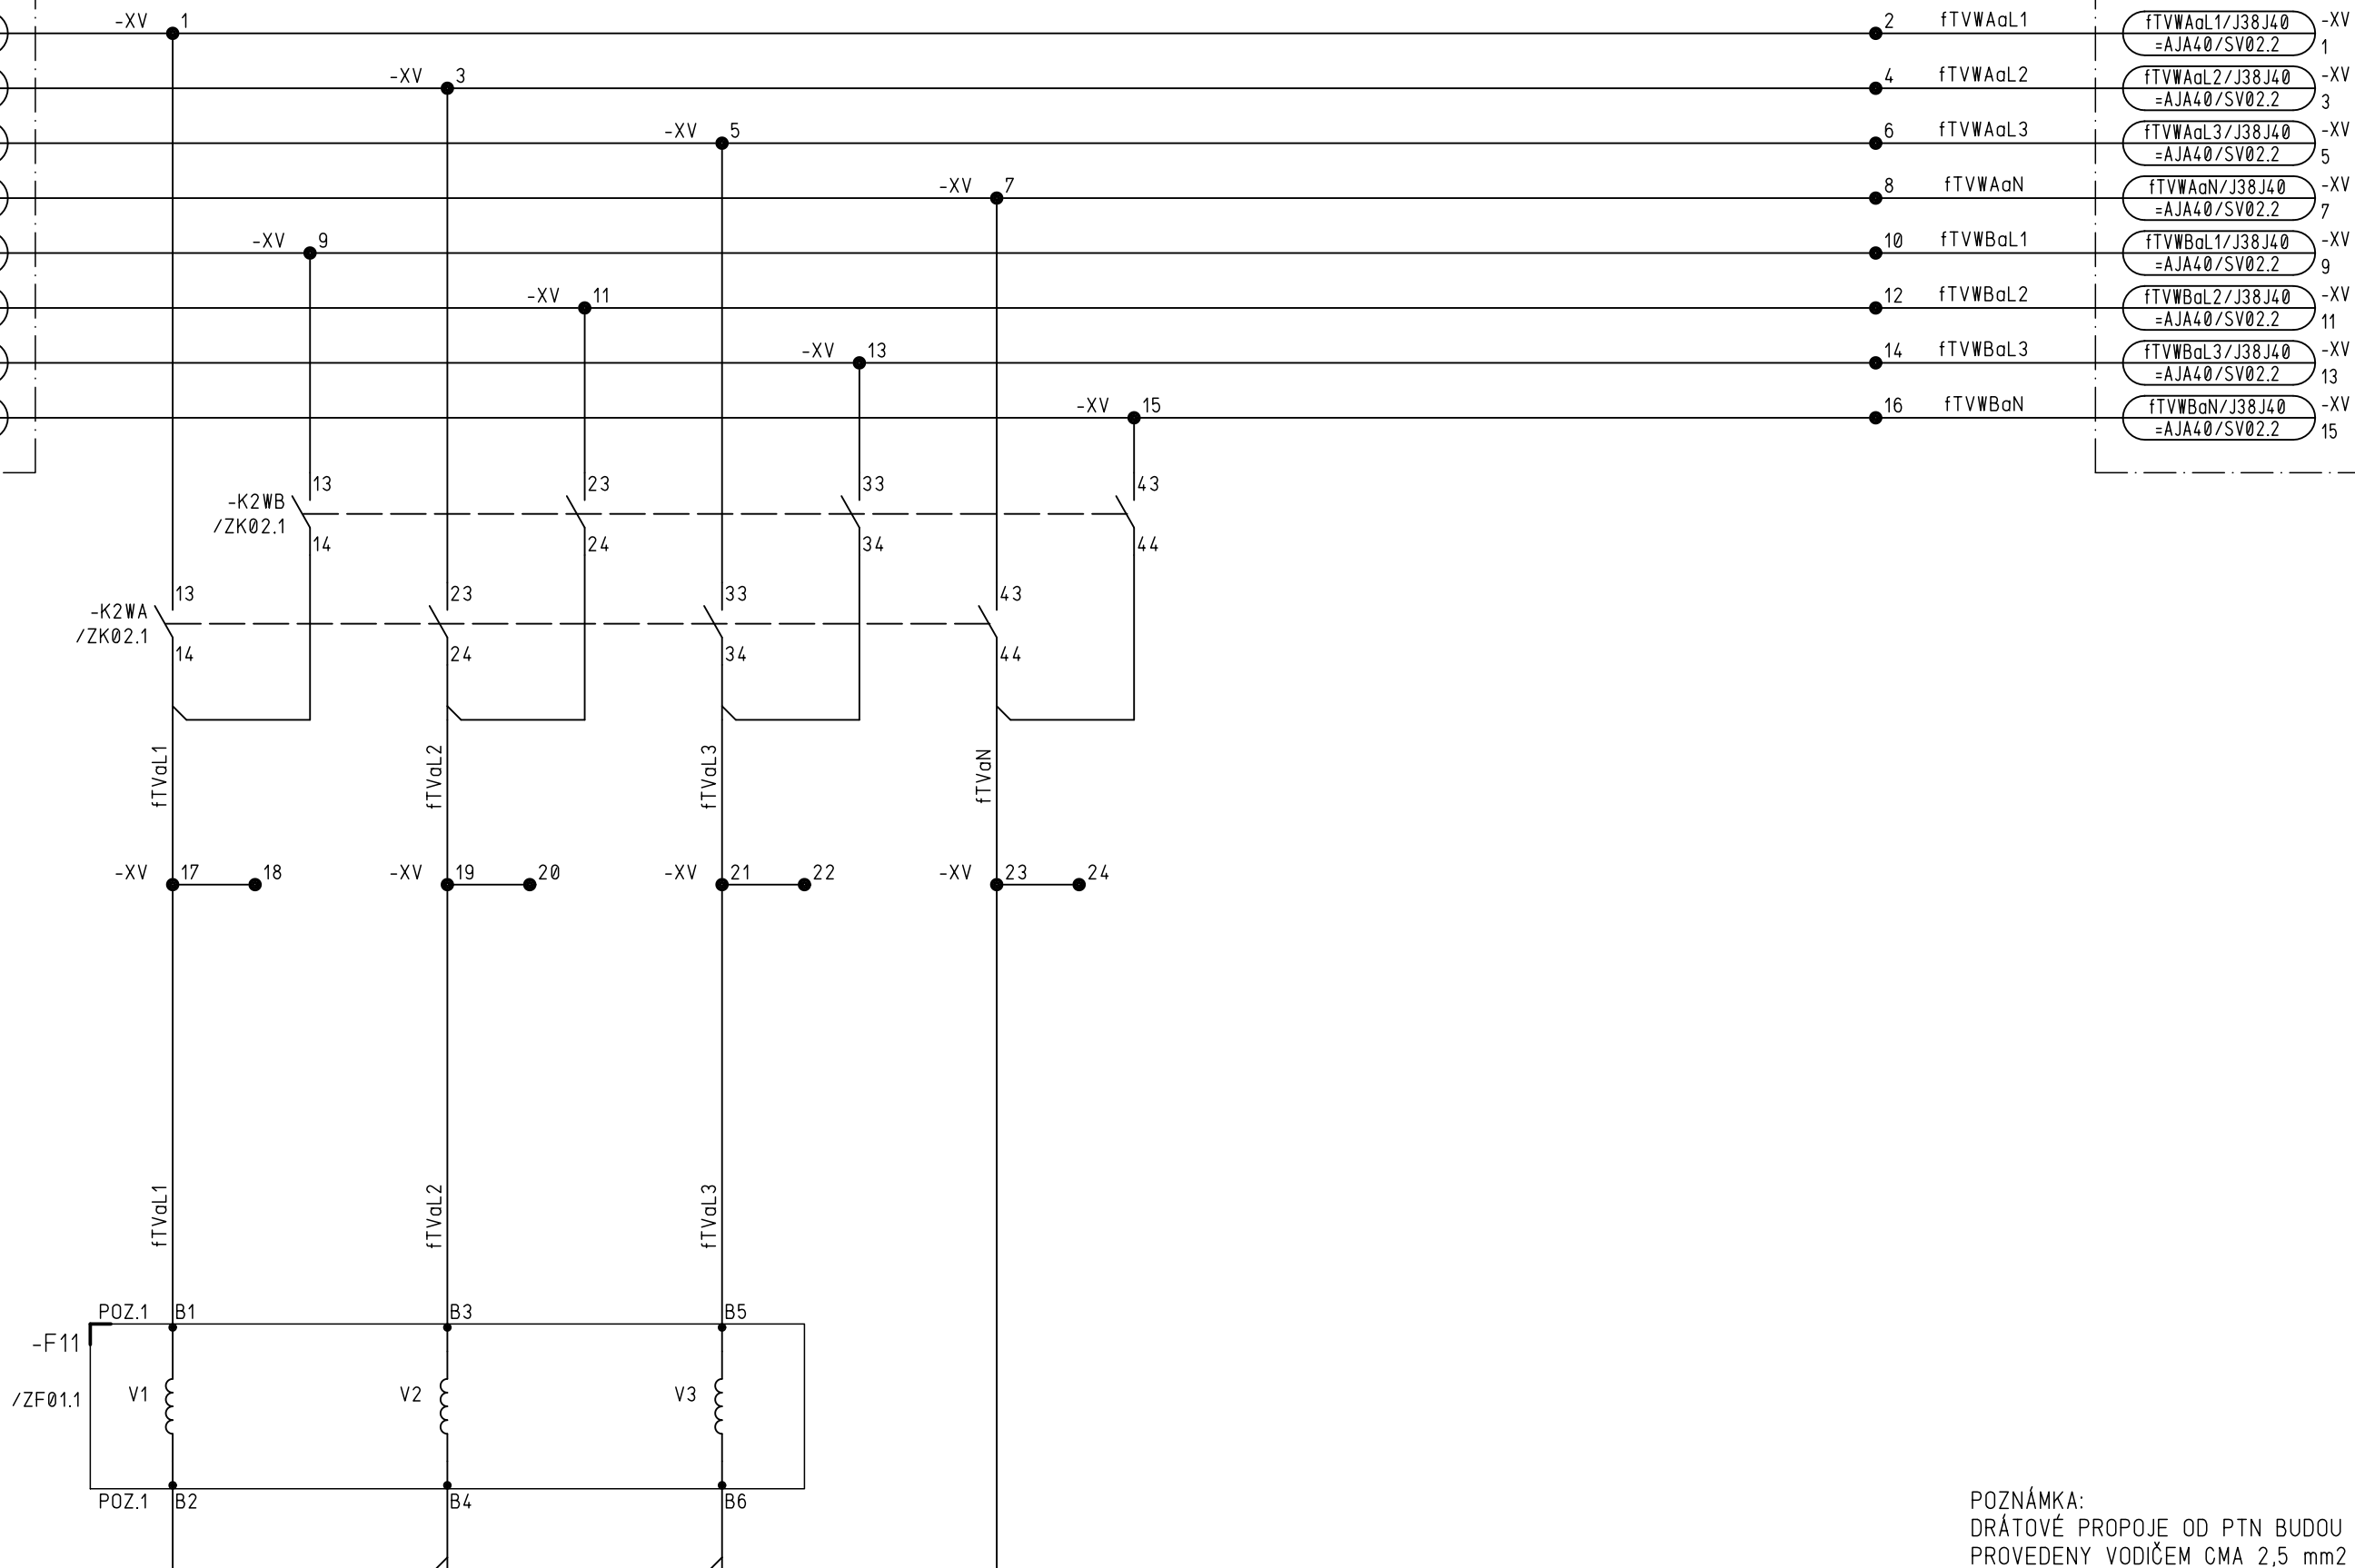 -XV 1 2 fTVWAaL1 fTVWAaL1/J38J40 -XV
=AJA40/SV02.2 1
-XV 3 4 fTVWAaL2 fTVWAaL2/J38J40 -XV
=AJA40/SV02.2 3
-XV 5 6 fTVWAaL3 fTVWAaL3/J38J40 -XV
=AJA40/SV02.2 5
-XV 7 8 fTVWAaN fTVWAaN/J38J40 -XV
=AJA40/SV02.2 7
-XV 9 10 fTVWBaL1 fTVWBaL1/J38J40 -XV
=AJA40/SV02.2 9
-XV 11 12 fTVWBaL2 fTVWBaL2/J38J40 -XV
=AJA40/SV02.2 11
-XV 13 14 fTVWBaL3 fTVWBaL3/J38J40 -XV
=AJA40/SV02.2 13
-XV 15 16 fTVWBaN fTVWBaN/J38J40 -XV
=AJA40/SV02.2 15
13 23 33 43
-K2WB
/ZK02.1
14 24 34 44
13 23 33 43
-K2WA
/ZK02.1
14 24 34 44
fTVaL1 fTVaL2 fTVaL3 fTVaN
-XV 17 18 -XV 19 20 -XV 21 22 -XV 23 24
fTVaL1 fTVaL2 fTVaL3
POZ.1 B1 B3 B5
-F11
/ZF01.1 V1 V2 V3
POZ.1 B2 B4 B6
POZNÁMKA:
DRÁTOVÉ PROPOJE OD PTN BUDOU
PROVEDENY VODIČEM CMA 2,5 mm2